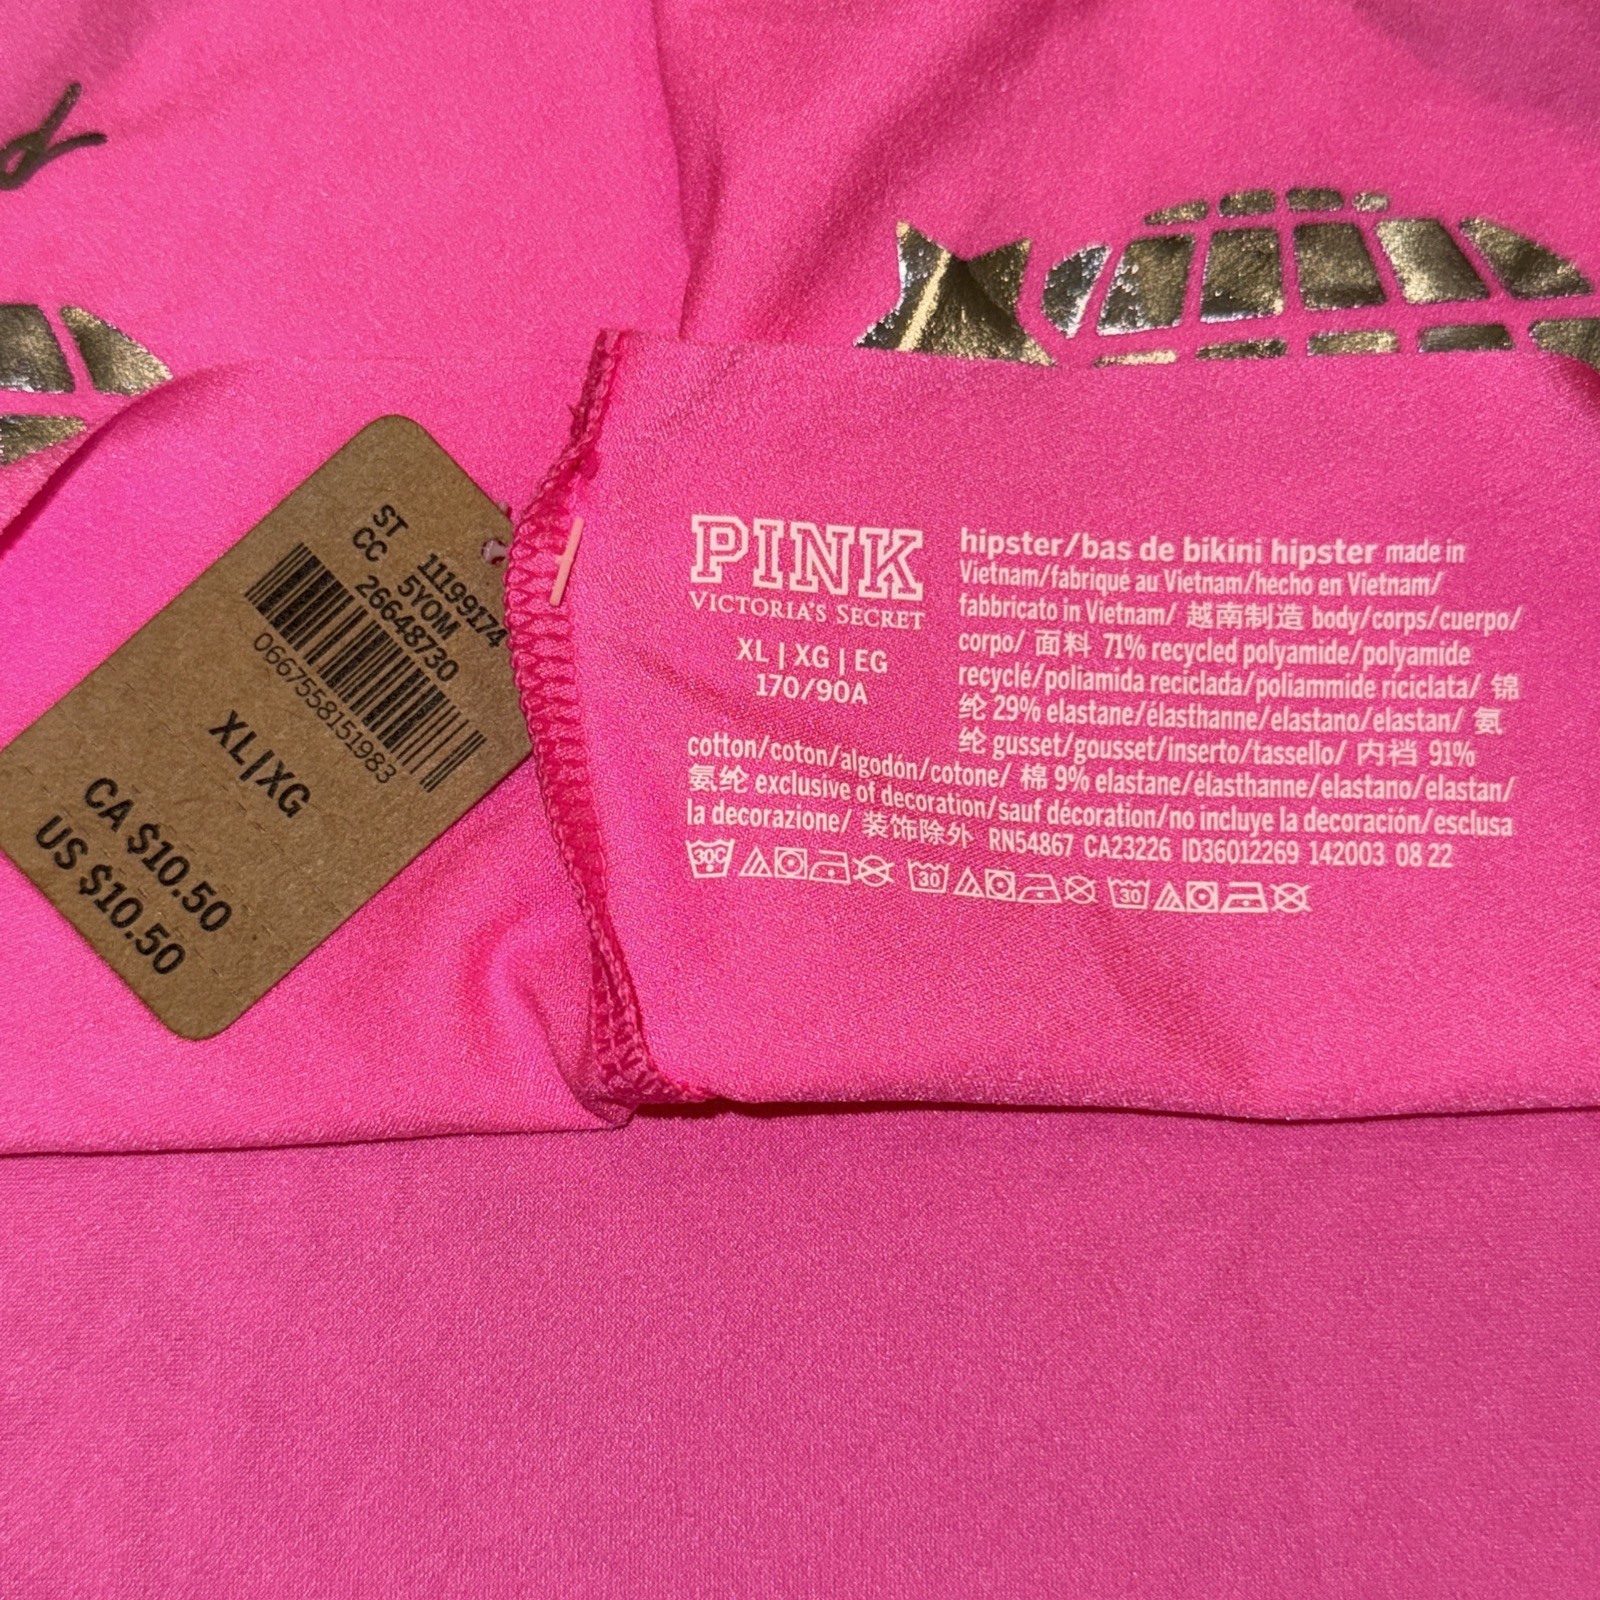 ST 11199174
CC 5YOM
26648730
0667558151983
XL|XG
CA $10.50
US $10.50
PINK
VICTORIA'S SECRET
XL | XG | EG
170/90A
hipster/bas de bikini hipster made in
Vietnam/fabriqué au Vietnam/hecho en Vietnam/
fabbricato in Vietnam/ 越南制造 body/corps/cuerpo/
corpo/ 面料 71% recycled polyamide/polyamide
recyclé/poliamida reciclada/poliammide riciclata/ 锦
纶 29% elastane/élasthanne/elastano/elastan/ 氨
纶 gusset/gousset/inserto/tassello/ 内裆 91%
cotton/coton/algodón/cotone/ 棉 9% elastane/élasthanne/elastano/elastan/
氨纶 exclusive of decoration/sauf décoration/no incluye la decoración/esclusa
la decorazione/ 装饰除外 RN54867 CA23226 ID36012269 142003 08 22
30C 30 30